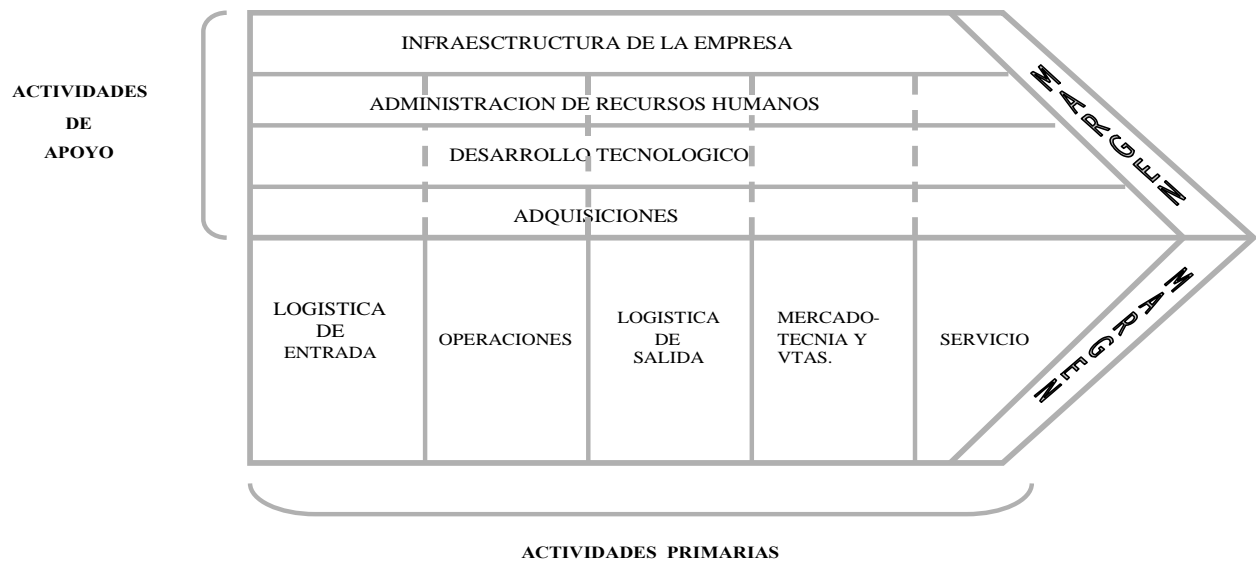 INFRAESCTRUCTURA DE LA EMPRESA
ACTIVIDADES
DE
APOYO
ADMINISTRACION DE RECURSOS HUMANOS
DESARROLLO TECNOLOGICO
ADQUISICIONES
MARGEN
LOGISTICA
DE
ENTRADA
OPERACIONES
LOGISTICA
DE
SALIDA
MERCADO-
TECNIA Y
VTAS.
SERVICIO
MARGEN
ACTIVIDADES PRIMARIAS